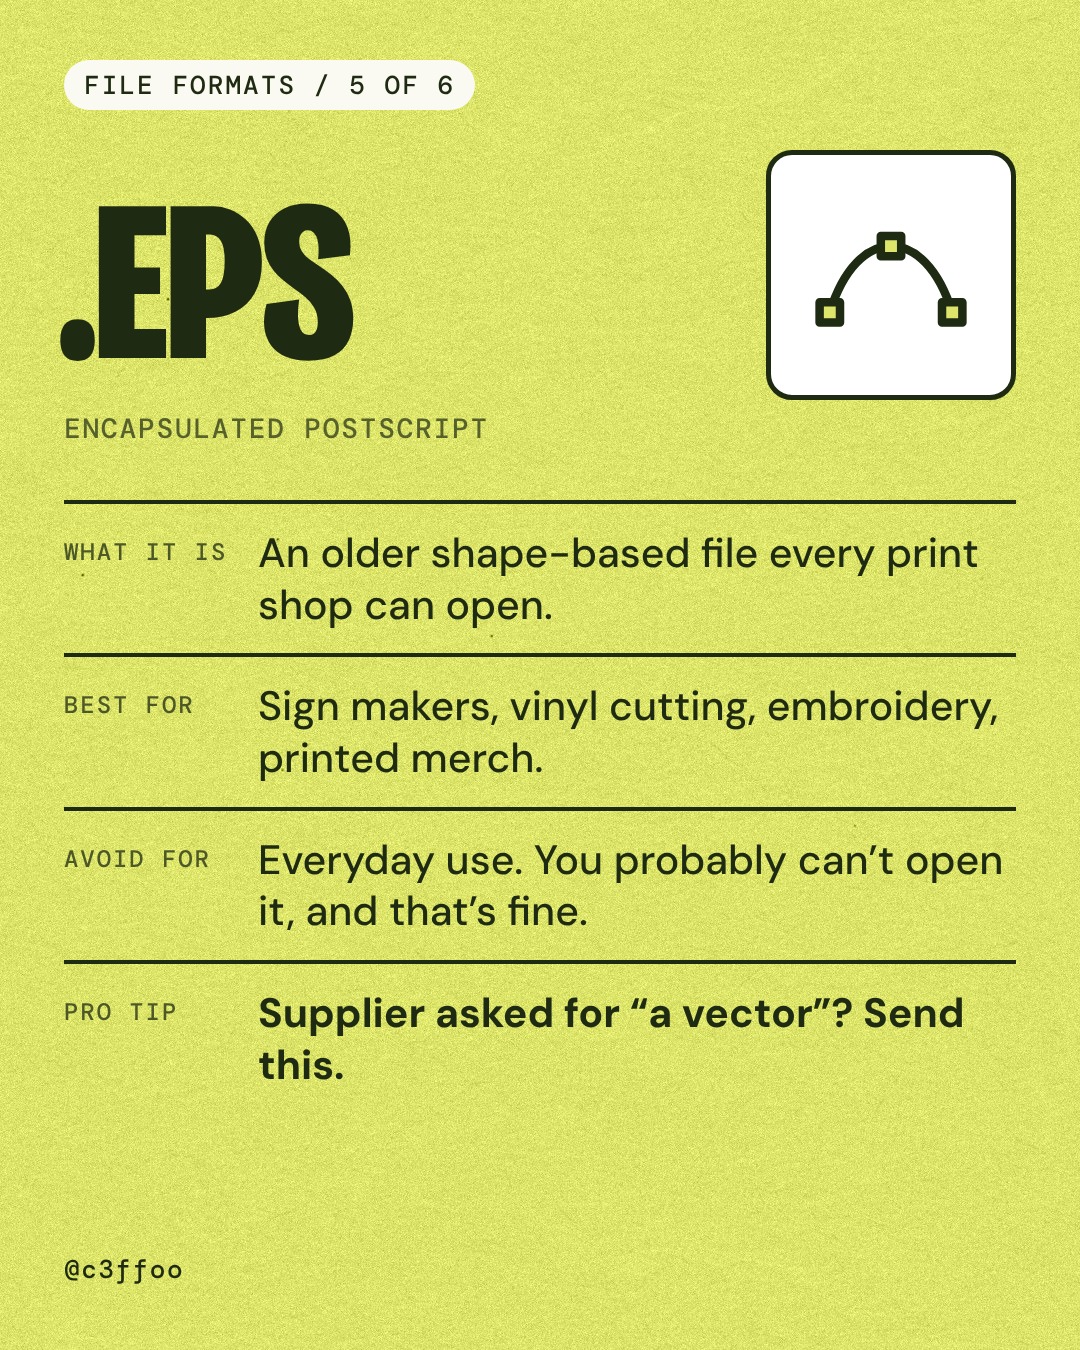 FILE FORMATS / 5 OF 6
.EPS
ENCAPSULATED POSTSCRIPT
WHAT IT IS
An older shape-based file every print
shop can open.
BEST FOR
Sign makers, vinyl cutting, embroidery,
printed merch.
AVOID FOR
Everyday use. You probably can’t open
it, and that’s fine.
PRO TIP
Supplier asked for “a vector”? Send
this.
@c3ffoo